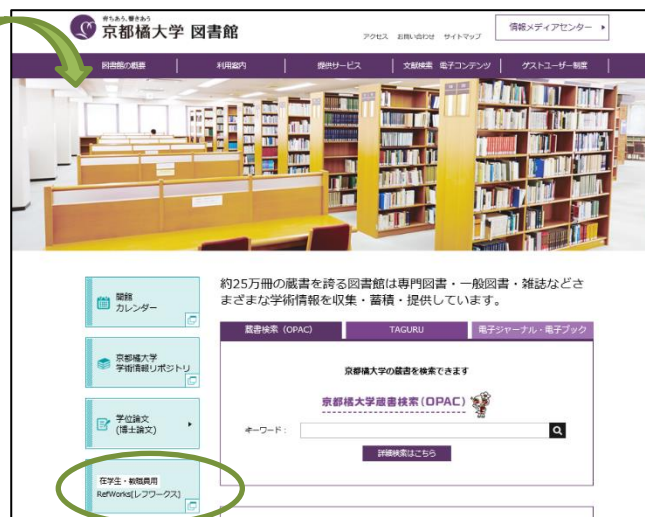 育ちあう、響きあう
京都橘大学 図書館
アクセス お問い合わせ サイトマップ
情報メディアセンター
図書館の概要
利用案内
提供サービス
文献検索 電子コンテンツ
ゲストユーザー制度
開館
カレンダー
京都橘大学
学術情報リポジトリ
学位論文
(博士論文)
在学生・教職員用
RefWorks[レフワークス]
約25万冊の蔵書を誇る図書館は専門図書・一般図書・雑誌などさ
まざまな学術情報を収集・蓄積・提供しています。
蔵書検索 (OPAC)
TAGURU
電子ジャーナル・電子ブック
京都橘大学の蔵書を検索できます
京都橘大学蔵書検索(OPAC)
キーワード:
詳細検索はこちら